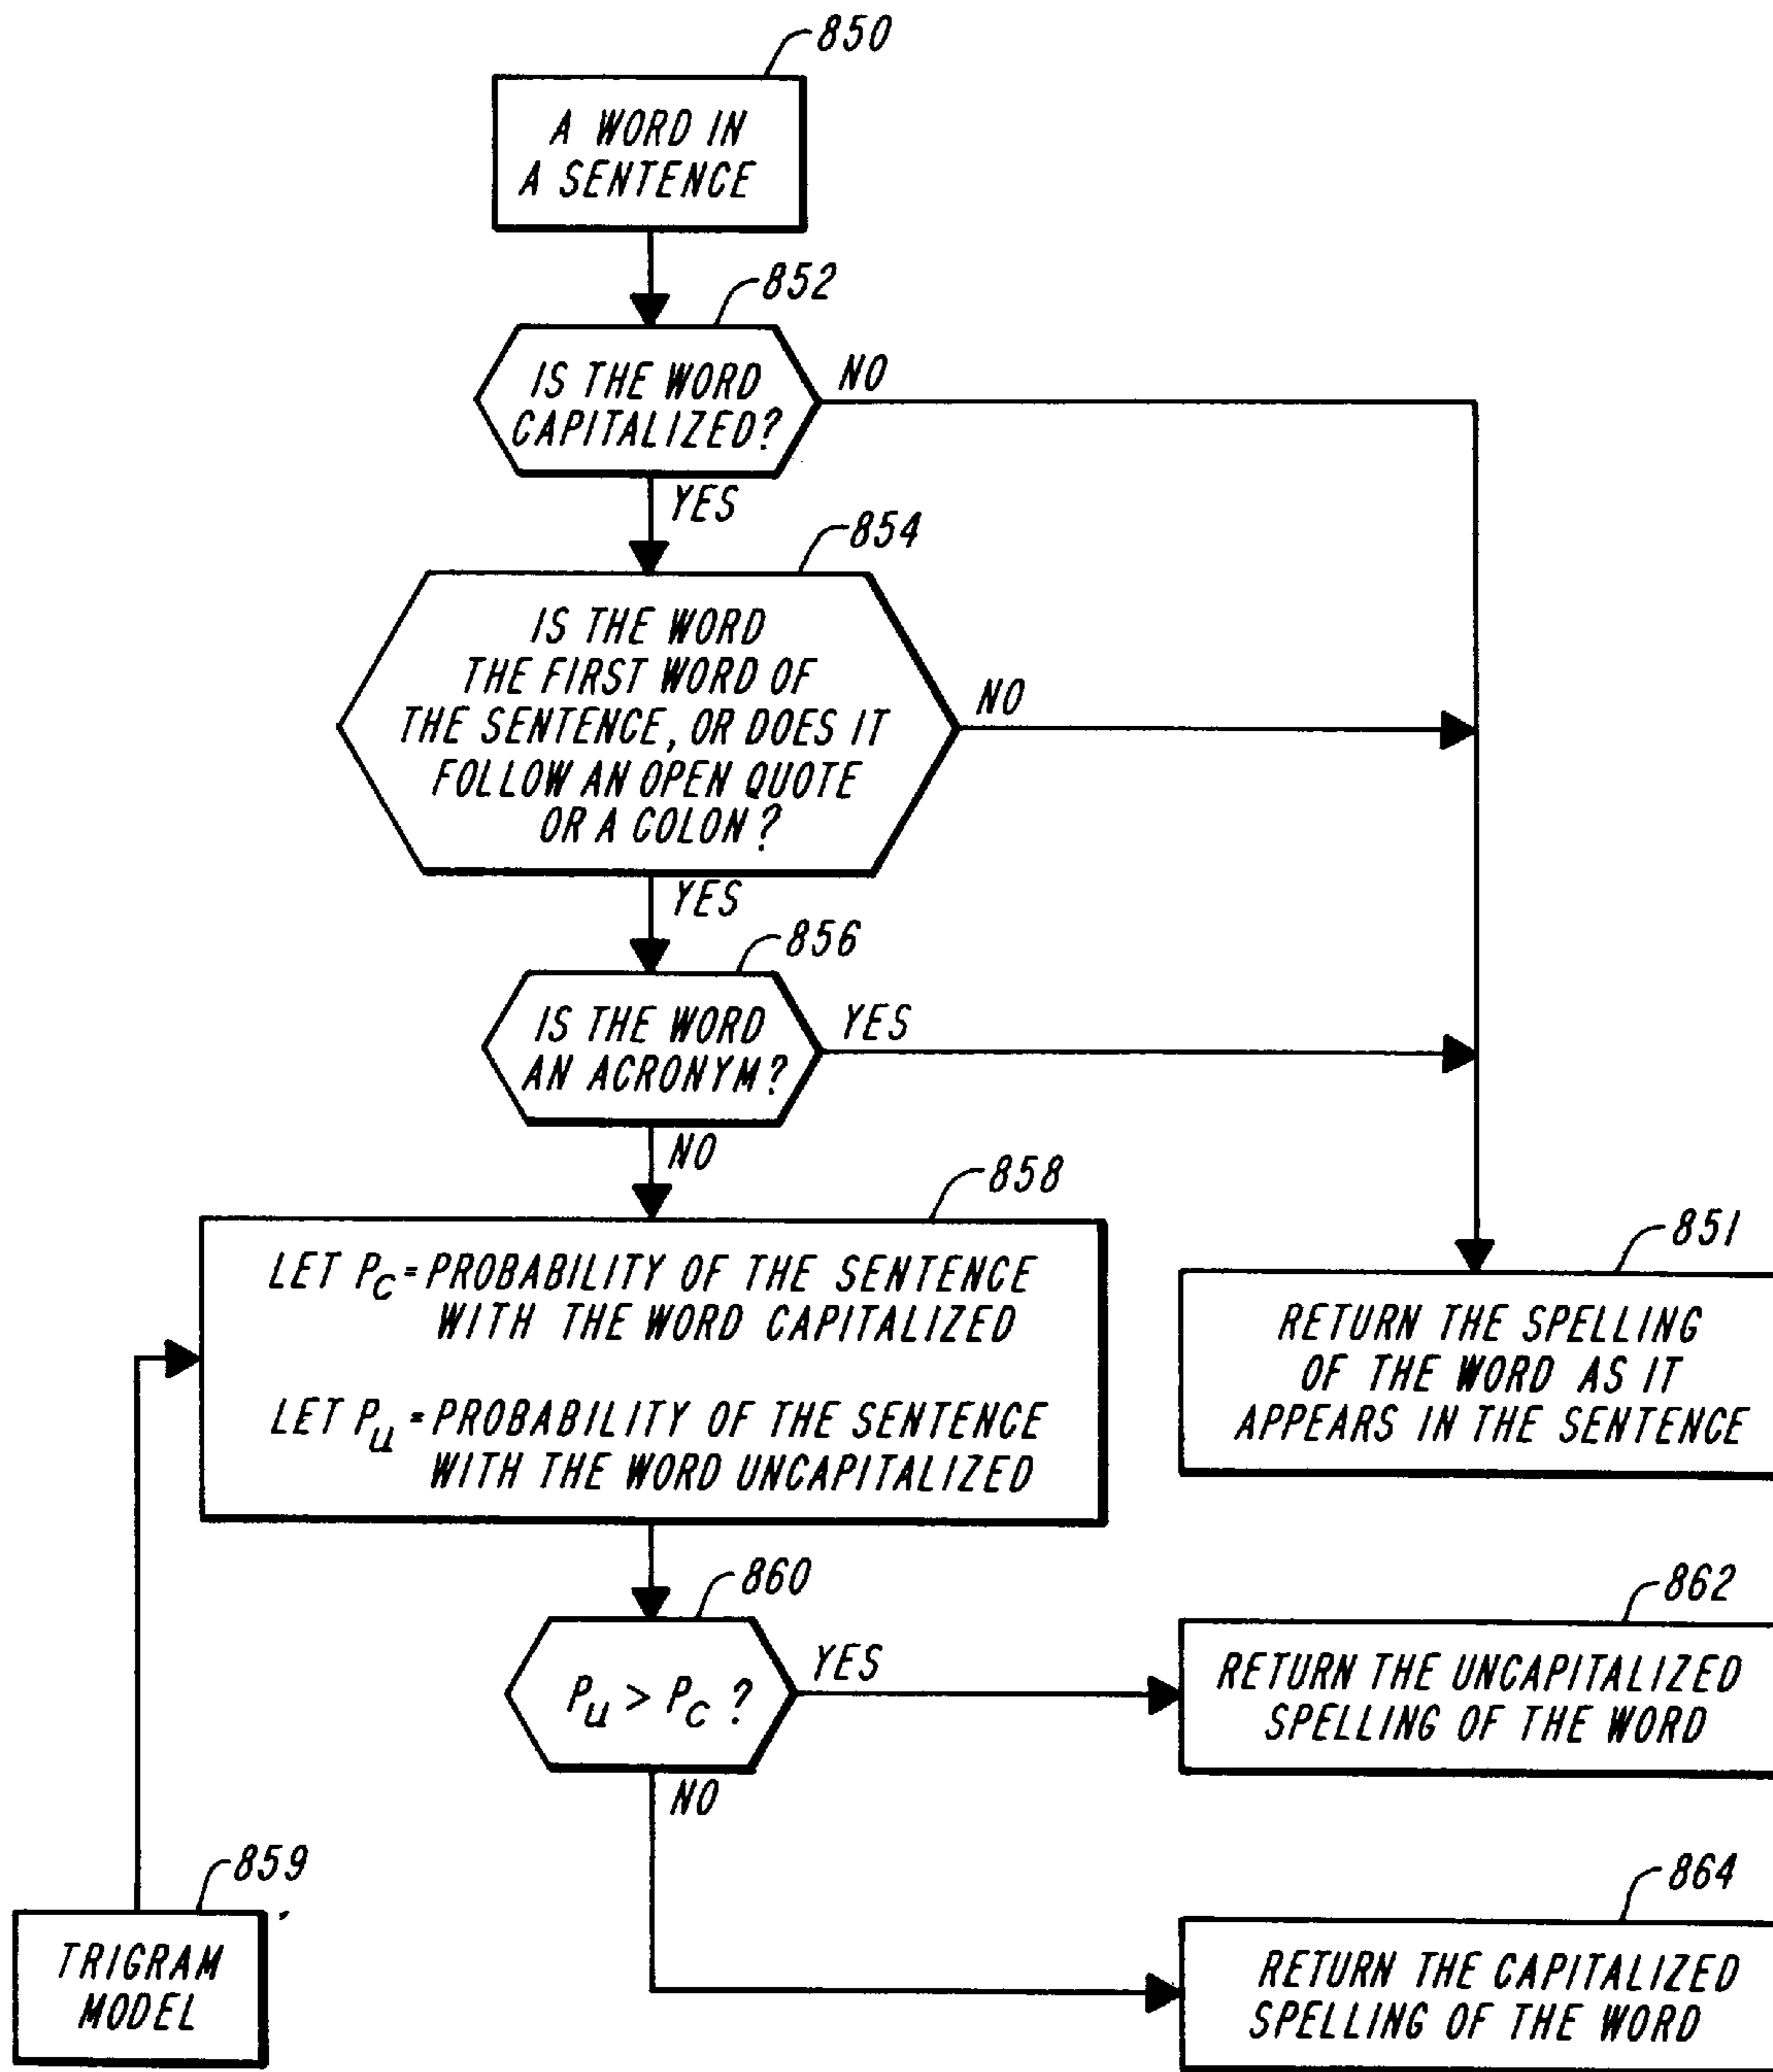 850
A WORD IN
A SENTENCE
852
IS THE WORD
CAPITALIZED?
NO
YES
854
IS THE WORD
THE FIRST WORD OF
THE SENTENCE, OR DOES IT
FOLLOW AN OPEN QUOTE
OR A COLON?
NO
YES
856
IS THE WORD
AN ACRONYM?
YES
NO
858
LET Pc = PROBABILITY OF THE SENTENCE
WITH THE WORD CAPITALIZED
LET Pu = PROBABILITY OF THE SENTENCE
WITH THE WORD UNCAPITALIZED
851
RETURN THE SPELLING
OF THE WORD AS IT
APPEARS IN THE SENTENCE
860
Pu > Pc ?
YES
NO
862
RETURN THE UNCAPITALIZED
SPELLING OF THE WORD
859
TRIGRAM
MODEL
864
RETURN THE CAPITALIZED
SPELLING OF THE WORD